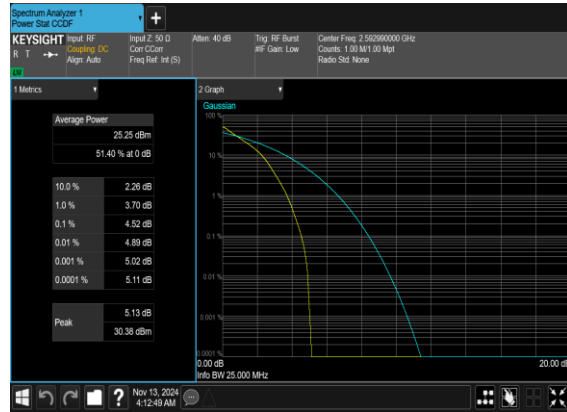 Spectrum Analyzer 1
Power Stat CCDF
+
KEYSIGHT
R T
LXI
Input: RF
Coupling: DC
Align: Auto
Input Z: 50 Ω
Corr CCorr
Freq Ref: Int (S)
Atten: 40 dB
Trig: RF Burst
#IF Gain: Low
Center Freq: 2.592990000 GHz
Counts: 1.00 M/1.00 Mpt
Radio Std: None
1 Metrics
Average Power
25.25 dBm
51.40 % at 0 dB
10.0 % 2.26 dB
1.0 % 3.70 dB
0.1 % 4.52 dB
0.01 % 4.89 dB
0.001 % 5.02 dB
0.0001 % 5.11 dB
Peak
5.13 dB
30.38 dBm
2 Graph
Gaussian
100 %
10 %
1 %
0.1 %
0.01 %
0.001 %
0.0001 %
0.00 dB
20.00 dB
Info BW 25.000 MHz
?
Nov 13, 2024
4:12:49 AM